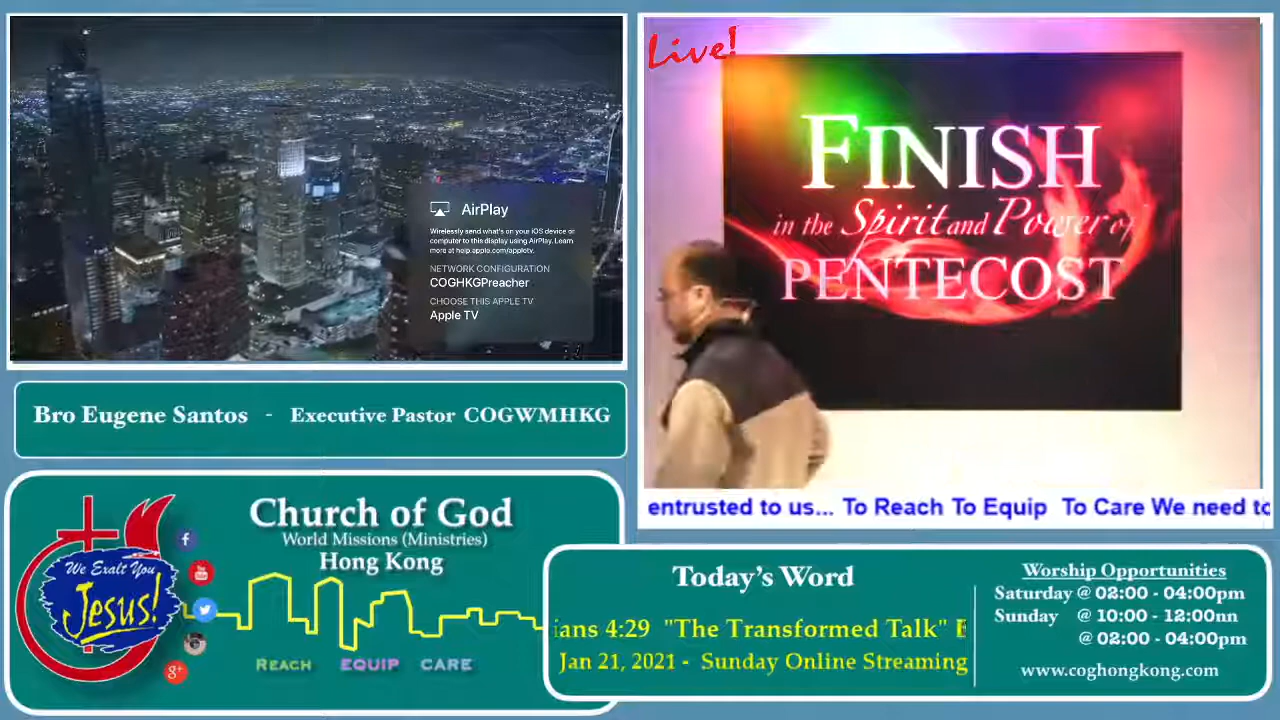 AirPlay
Wirelessly send what's on your iOS device or
computer to this display using AirPlay. Learn
more at help.apple.com/appletv.
NETWORK CONFIGURATION
COGHKGPreacher
CHOOSE THIS APPLE TV
Apple TV
Live!
FINISH
in the Spirit and Power of
PENTECOST
entrusted to us... To Reach To Equip To Care We need to
Bro Eugene Santos - Executive Pastor COGWMHKG
We Exalt You
Jesus!
Church of God
World Missions (Ministries)
Hong Kong
REACH EQUIP CARE
Today's Word
ians 4:29 "The Transformed Talk" E
Jan 21, 2021 - Sunday Online Streaming
Worship Opportunities
Saturday @ 02:00 - 04:00pm
Sunday @ 10:00 - 12:00nn
@ 02:00 - 04:00pm
www.coghongkong.com